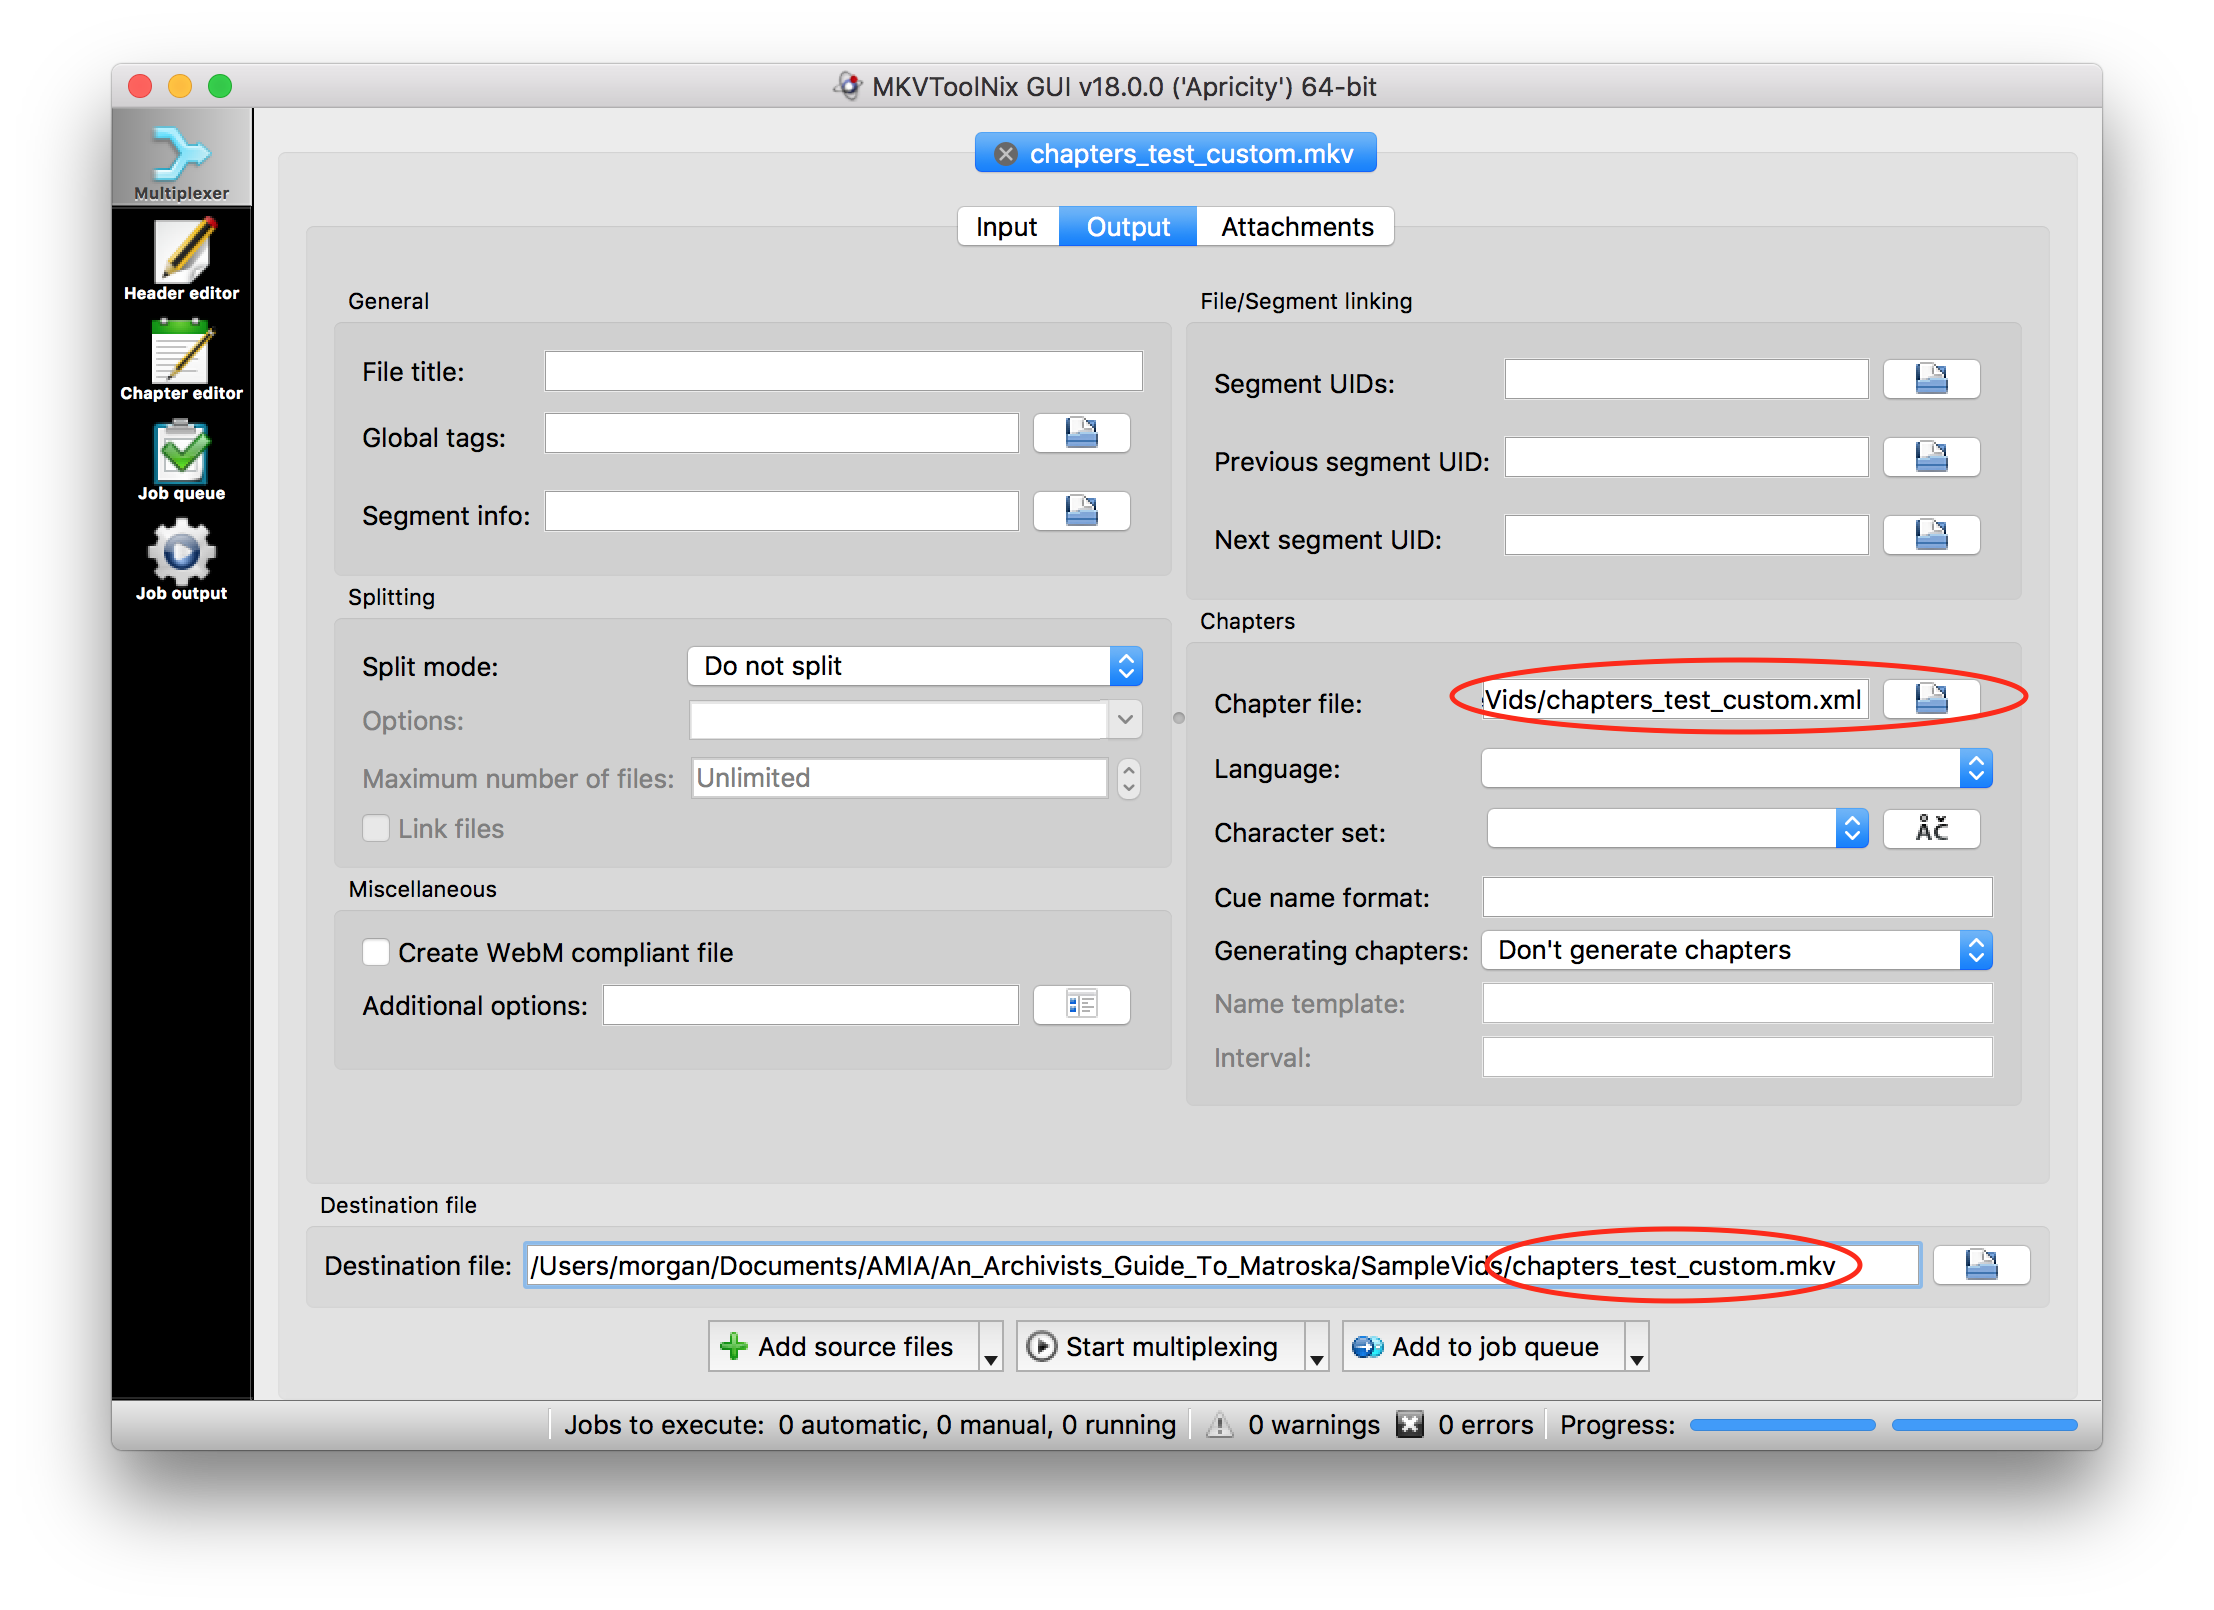 MKVToolNix GUI v18.0.0 ('Apricity') 64-bit
Multiplexer
Header editor
Chapter editor
Job queue
Job output
chapters_test_custom.mkv
Input Output Attachments
General
File title:
Global tags:
Segment info:
Splitting
Split mode: Do not split
Options:
Maximum number of files: Unlimited
Link files
Miscellaneous
Create WebM compliant file
Additional options:
File/Segment linking
Segment UIDs:
Previous segment UID:
Next segment UID:
Chapters
Chapter file: Vids/chapters_test_custom.xml
Language:
Character set: ÅČ
Cue name format:
Generating chapters: Don't generate chapters
Name template:
Interval:
Destination file
Destination file: /Users/morgan/Documents/AMIA/An_Archivists_Guide_To_Matroska/SampleVids/chapters_test_custom.mkv
Add source files Start multiplexing Add to job queue
Jobs to execute: 0 automatic, 0 manual, 0 running 0 warnings 0 errors Progress: